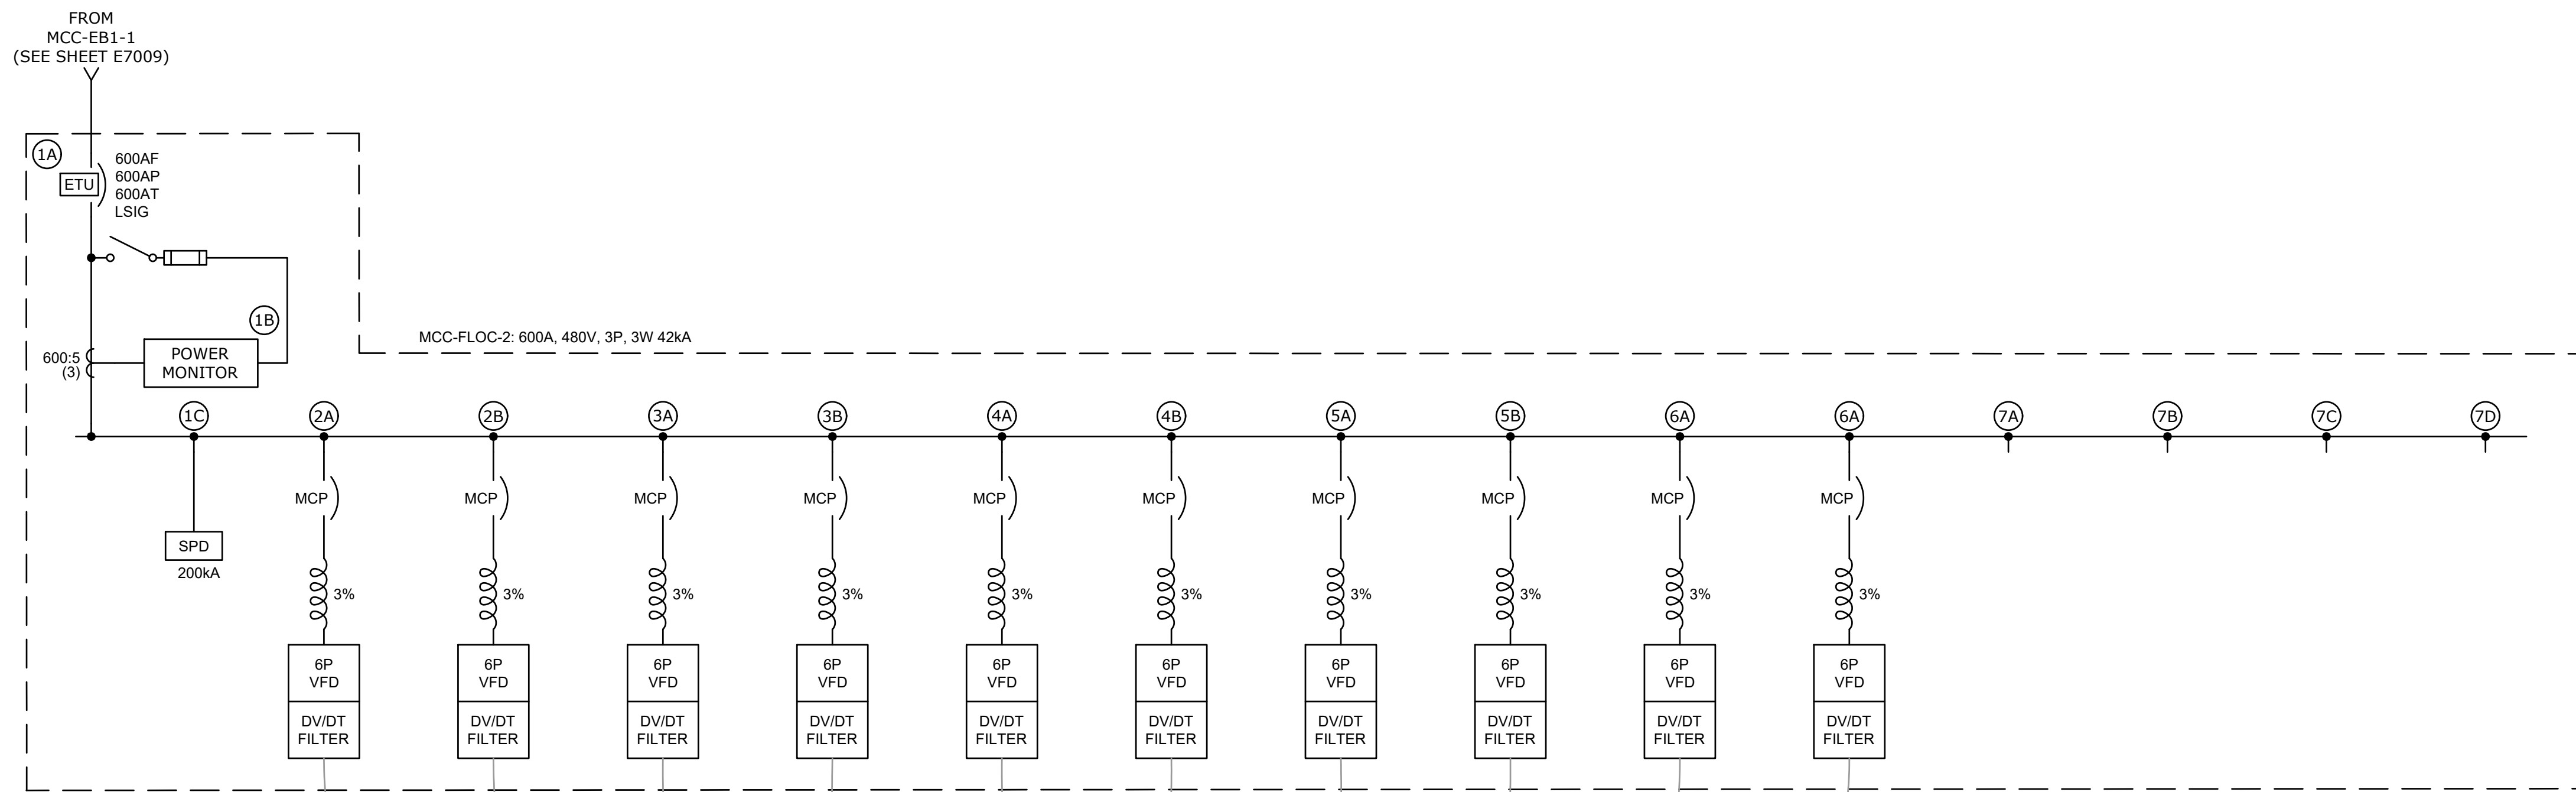 FROM
MCC-EB1-1
(SEE SHEET E7009)
1A
600AF
600AP
600AT
LSIG
ETU
1B
MCC-FLOC-2: 600A, 480V, 3P, 3W 42kA
600:5
(3)
POWER
MONITOR
1C
2A
2B
3A
3B
4A
4B
5A
5B
6A
6A
7A
7B
7C
7D
MCP
MCP
MCP
MCP
MCP
MCP
MCP
MCP
MCP
MCP
SPD
200kA
3%
3%
3%
3%
3%
3%
3%
3%
3%
3%
6P
VFD
6P
VFD
6P
VFD
6P
VFD
6P
VFD
6P
VFD
6P
VFD
6P
VFD
6P
VFD
6P
VFD
DV/DT
FILTER
DV/DT
FILTER
DV/DT
FILTER
DV/DT
FILTER
DV/DT
FILTER
DV/DT
FILTER
DV/DT
FILTER
DV/DT
FILTER
DV/DT
FILTER
DV/DT
FILTER